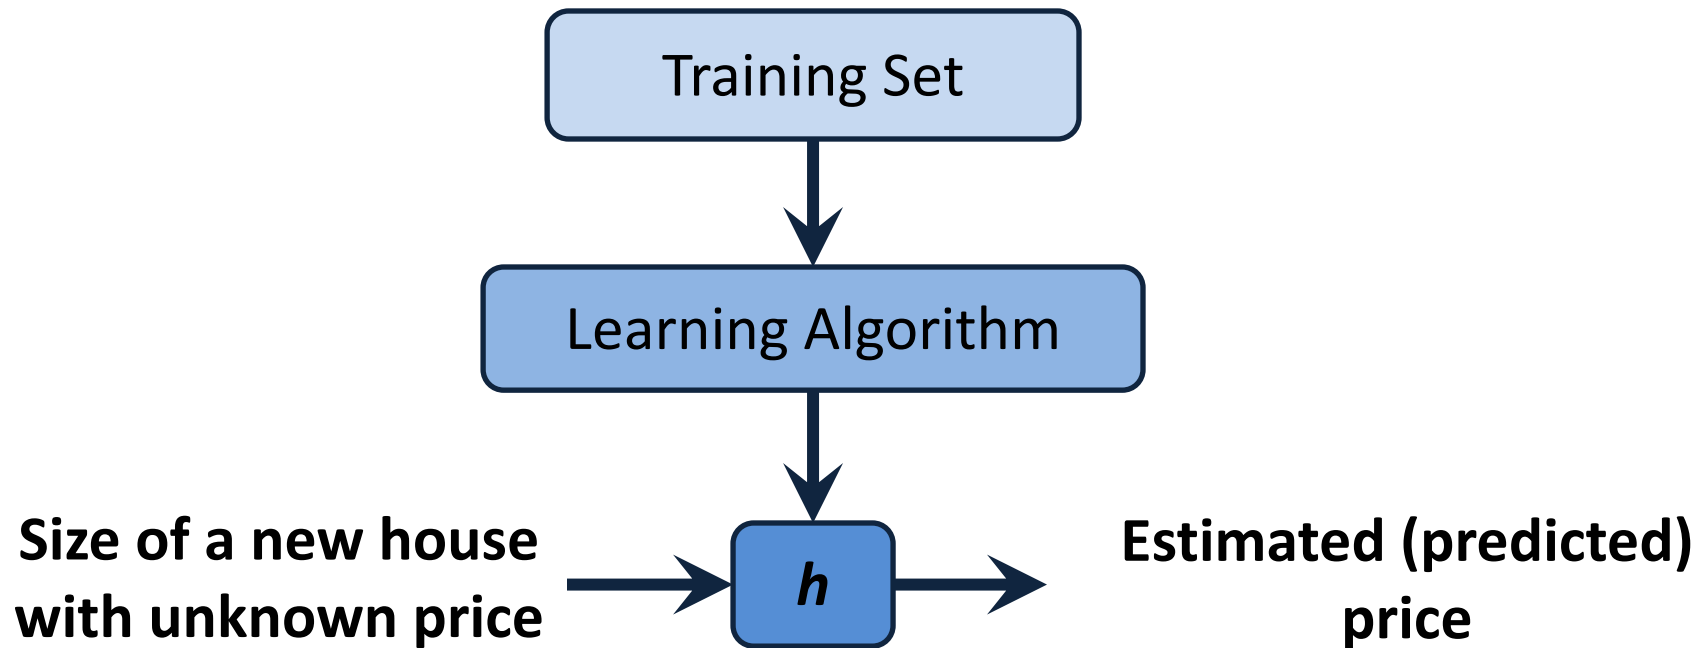 Training Set
Learning Algorithm
Size of a new house
with unknown price
h
Estimated (predicted)
price